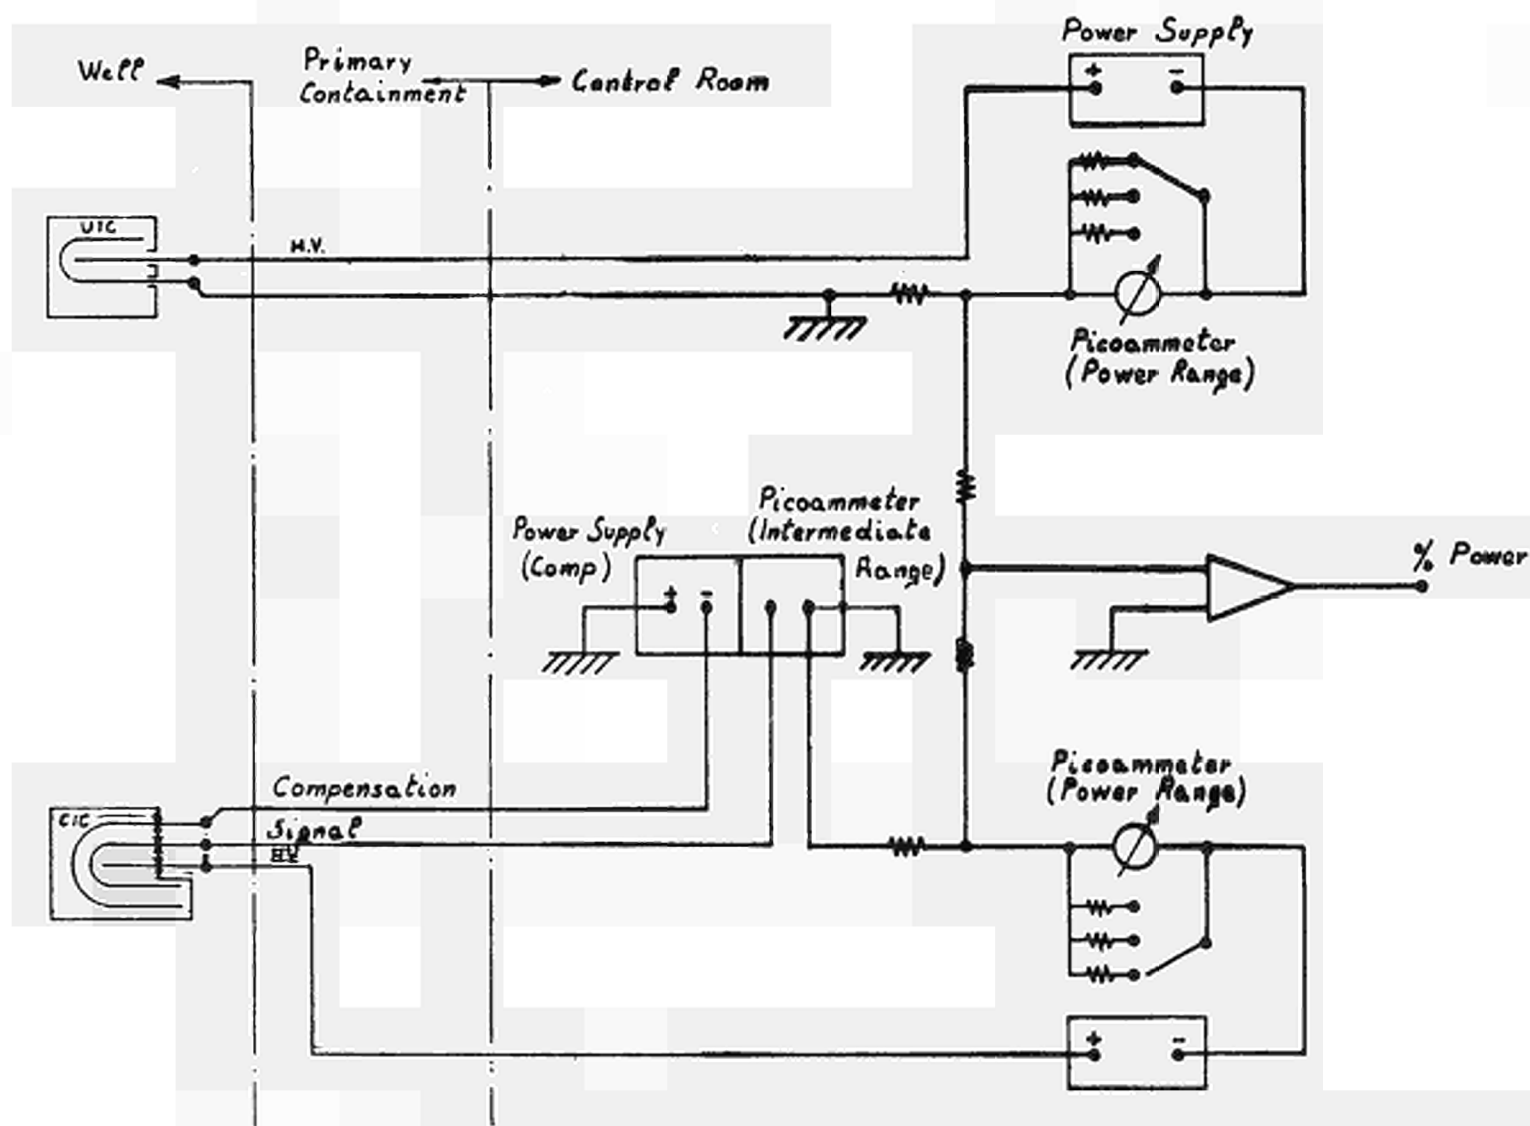 Power Supply
Well
Primary
Containment
Control Room
+ -
UIC
H.V.
Picoammeter
(Power Range)
Picoammeter
(Intermediate
Range)
Power Supply
(Comp)
+ -
% Power
Compensation
CIC
Signal
HV
Picoammeter
(Power Range)
+ -